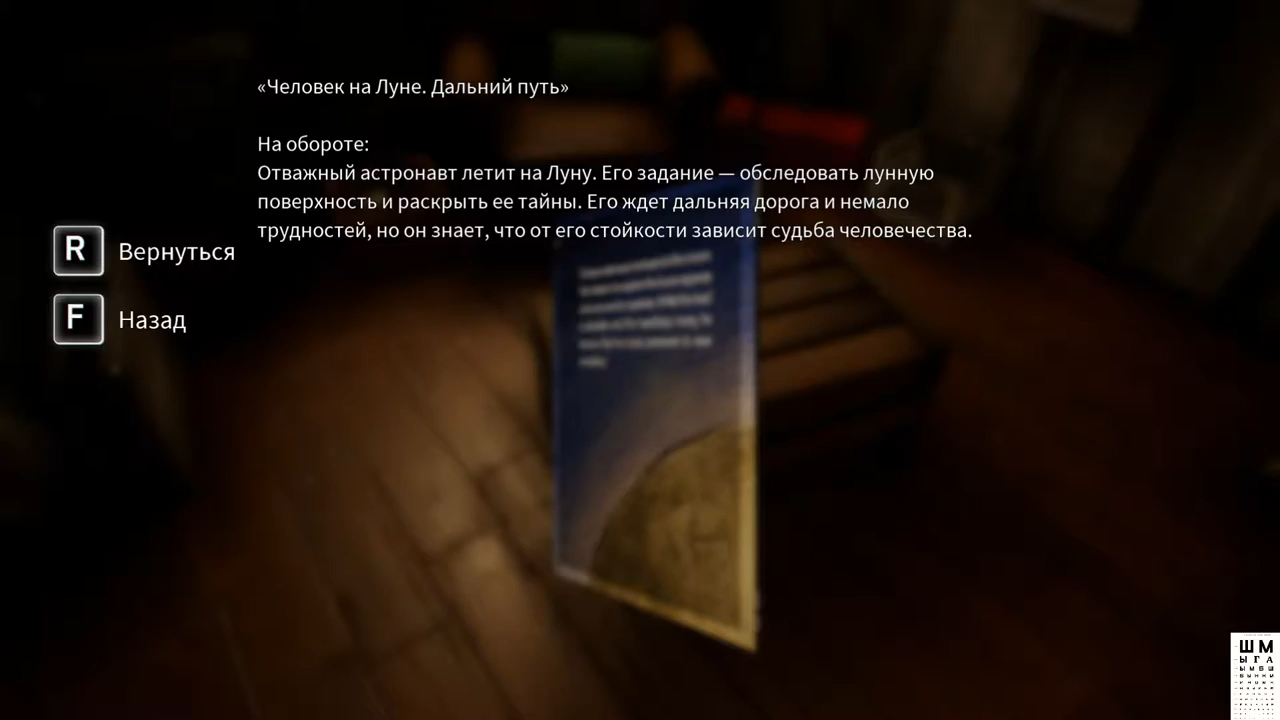 «Человек на Луне. Дальний путь»
На обороте:
Отважный астронавт летит на Луну. Его задание — обследовать лунную
поверхность и раскрыть ее тайны. Его ждет дальняя дорога и немало
трудностей, но он знает, что от его стойкости зависит судьба человечества.
R Вернуться
F Назад
Ш М
Ы Г А